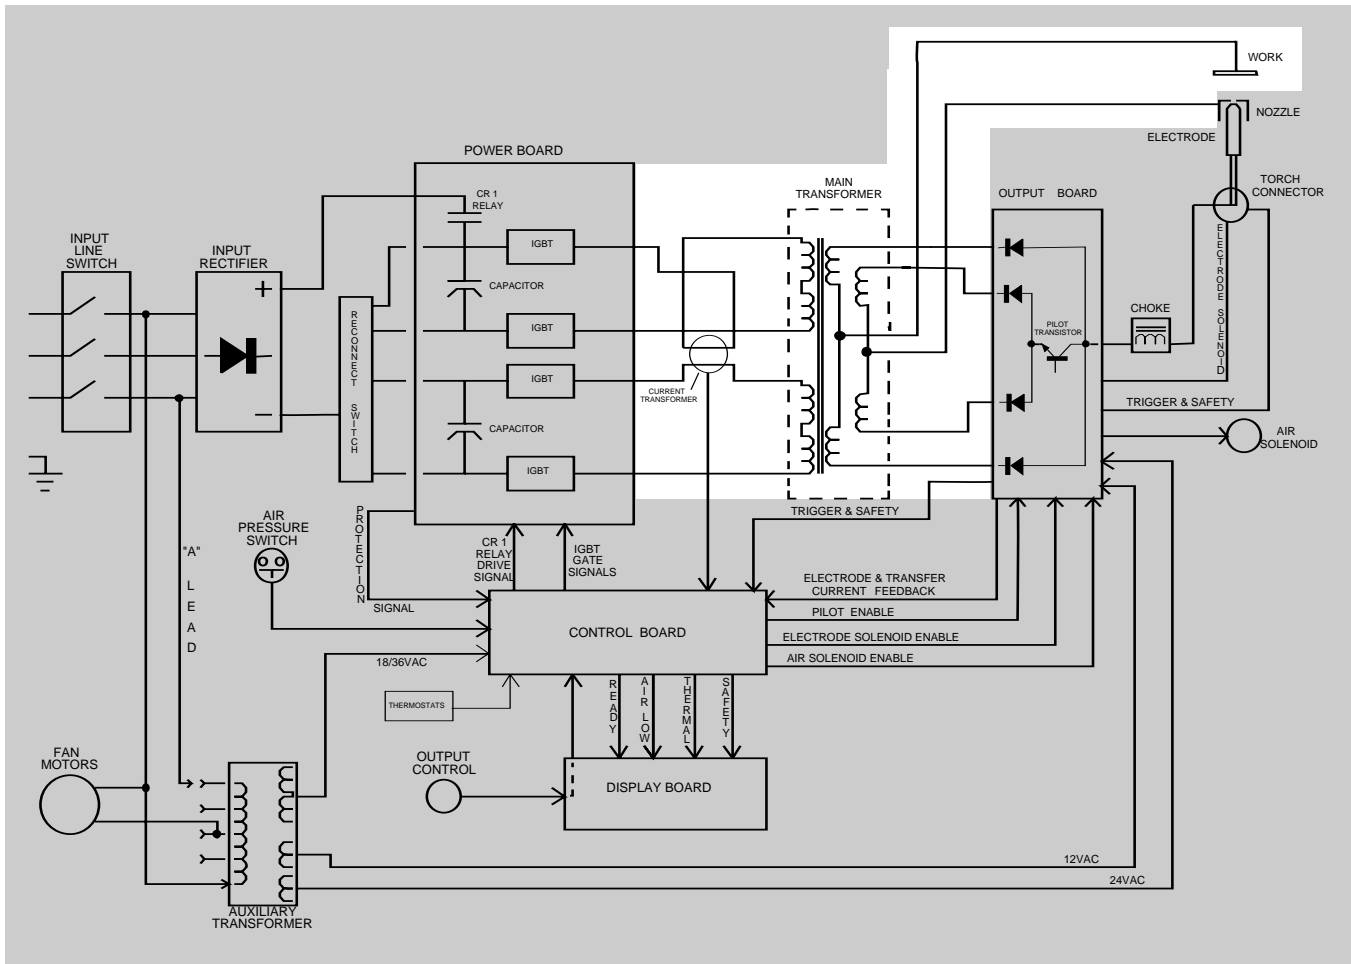 WORK
NOZZLE
ELECTRODE
POWER BOARD
MAIN
TRANSFORMER
OUTPUT BOARD
TORCH
CONNECTOR
CR 1
RELAY
INPUT
LINE
SWITCH
INPUT
RECTIFIER
+
IGBT
CAPACITOR
IGBT
IGBT
CAPACITOR
IGBT
RECONNECT SWITCH
CURRENT
TRANSFORMER
PILOT
TRANSISTOR
CHOKE
ELECTRODE SOLENOID
TRIGGER & SAFETY
AIR
SOLENOID
AIR
PRESSURE
SWITCH
"A" LEAD
PROTECTION
SIGNAL
CR 1
RELAY
DRIVE
SIGNAL
IGBT
GATE
SIGNALS
TRIGGER & SAFETY
ELECTRODE & TRANSFER
CURRENT FEEDBACK
PILOT ENABLE
ELECTRODE SOLENOID ENABLE
AIR SOLENOID ENABLE
CONTROL BOARD
18/36VAC
THERMOSTATS
READY
AIR LOW
THERMAL
SAFETY
FAN
MOTORS
OUTPUT
CONTROL
DISPLAY BOARD
12VAC
24VAC
AUXILIARY
TRANSFORMER